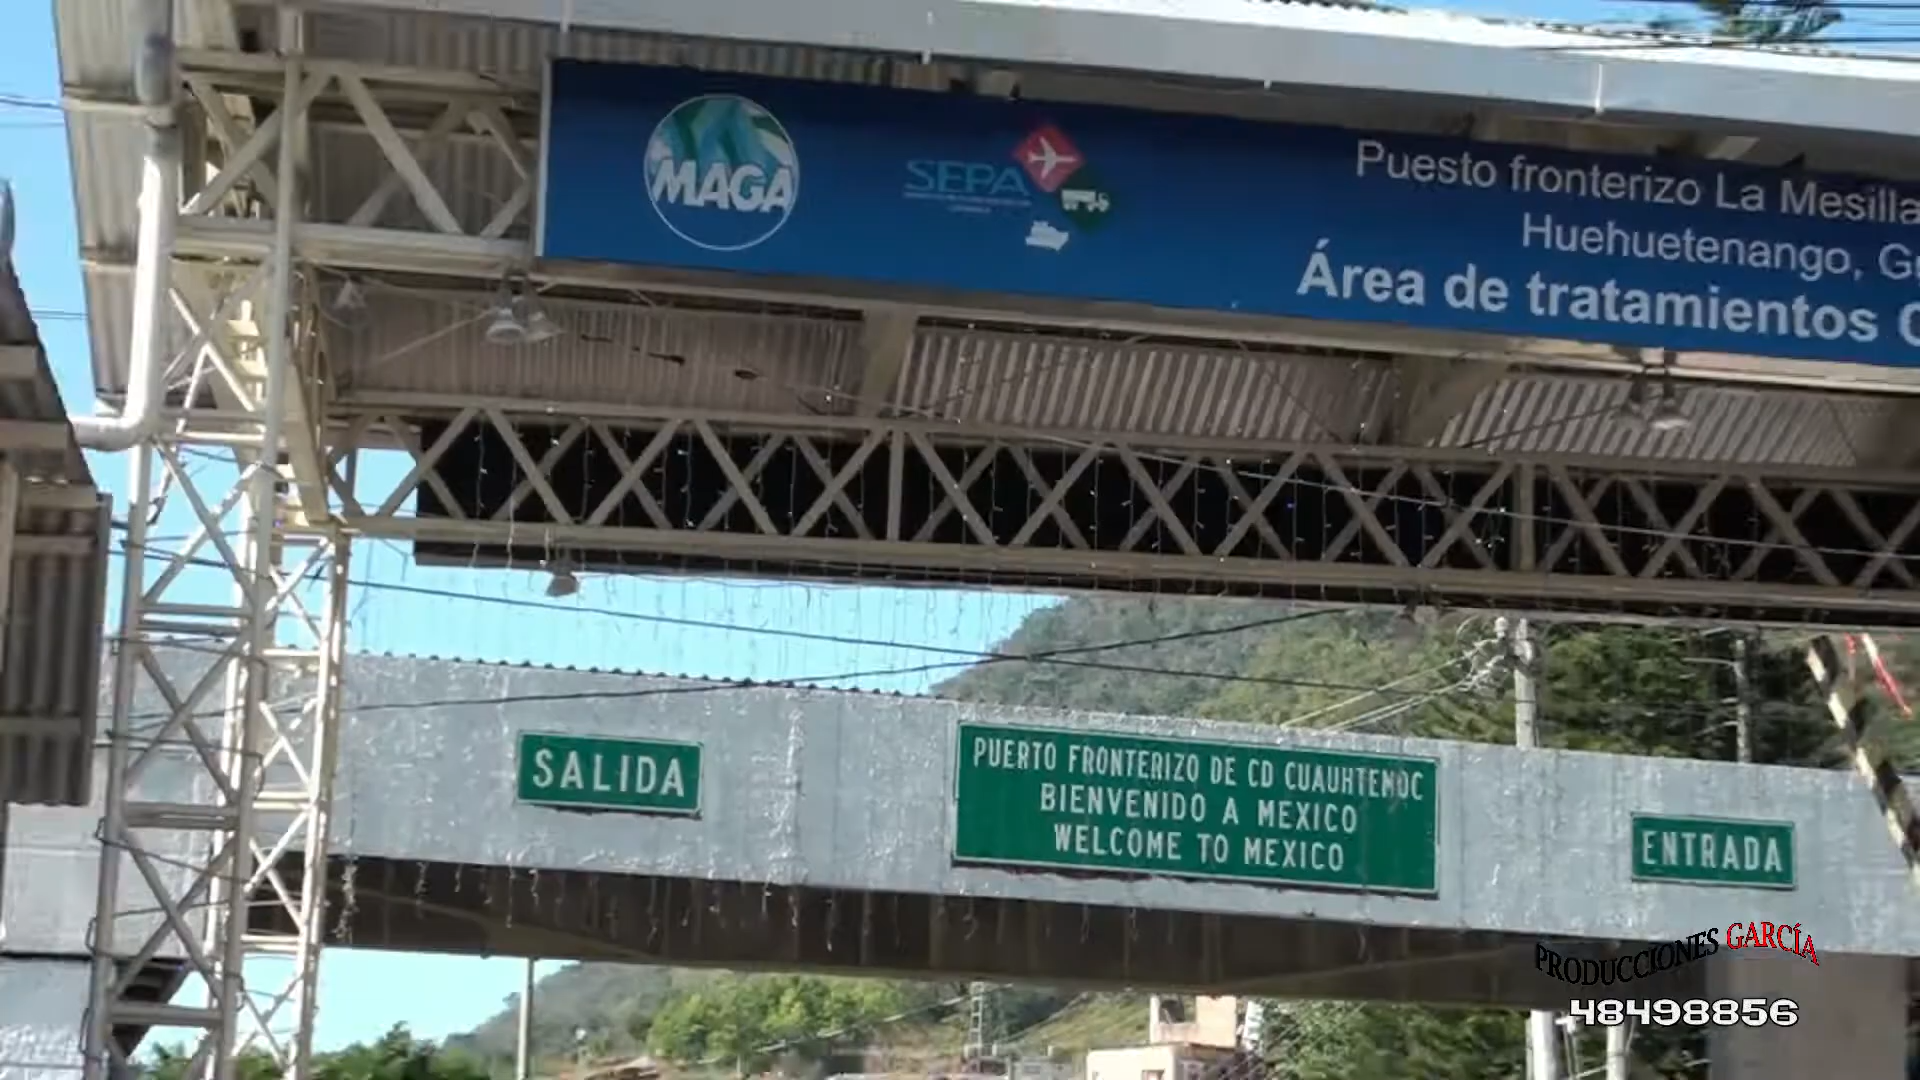 MAGA
SEPA
Puesto fronterizo La Mesilla
Huehuetenango,
Área de tratamientos
SALIDA
PUERTO FRONTERIZO DE CD CUAUHTEMOC
BIENVENIDO A MEXICO
WELCOME TO MEXICO
ENTRADA
PRODUCCIONES GARCÍA
48498856